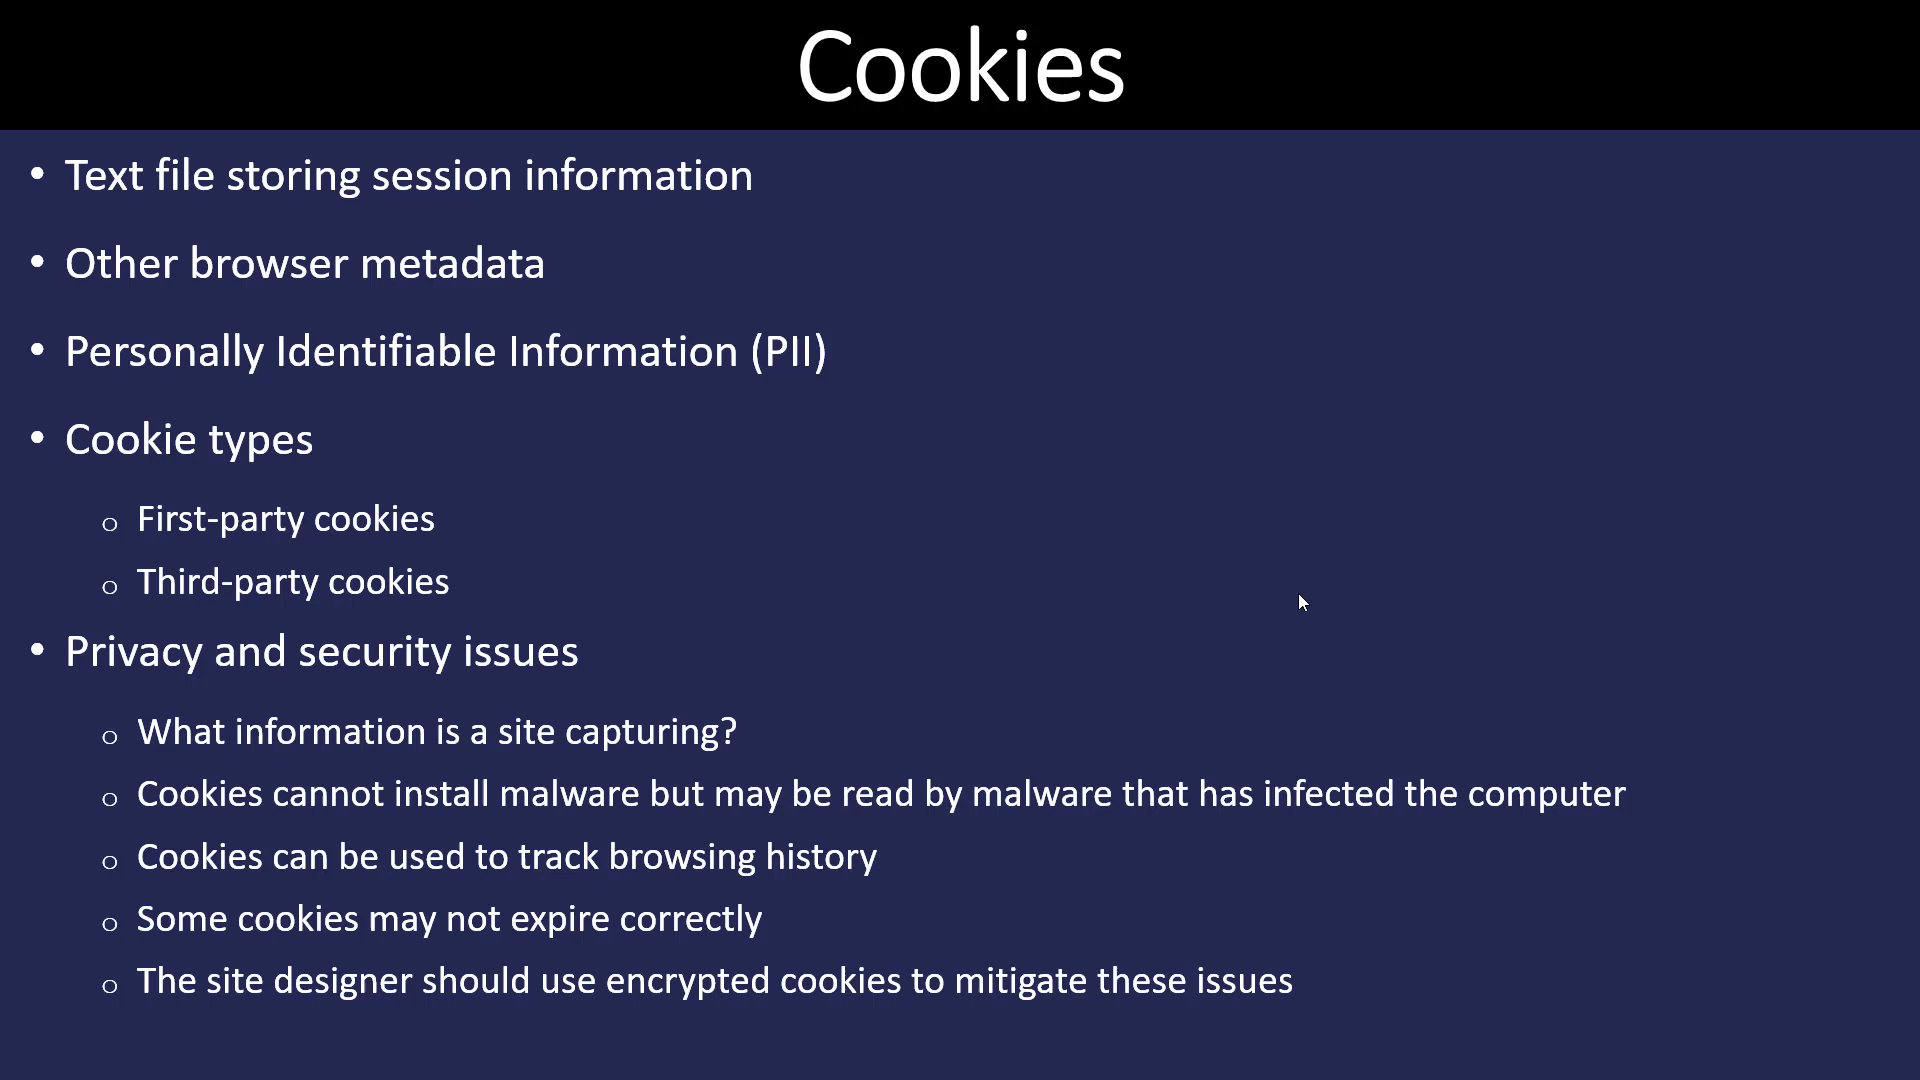 Cookies
• Text file storing session information
• Other browser metadata
• Personally Identifiable Information (PII)
• Cookie types
o First-party cookies
o Third-party cookies
• Privacy and security issues
o What information is a site capturing?
o Cookies cannot install malware but may be read by malware that has infected the computer
o Cookies can be used to track browsing history
o Some cookies may not expire correctly
o The site designer should use encrypted cookies to mitigate these issues